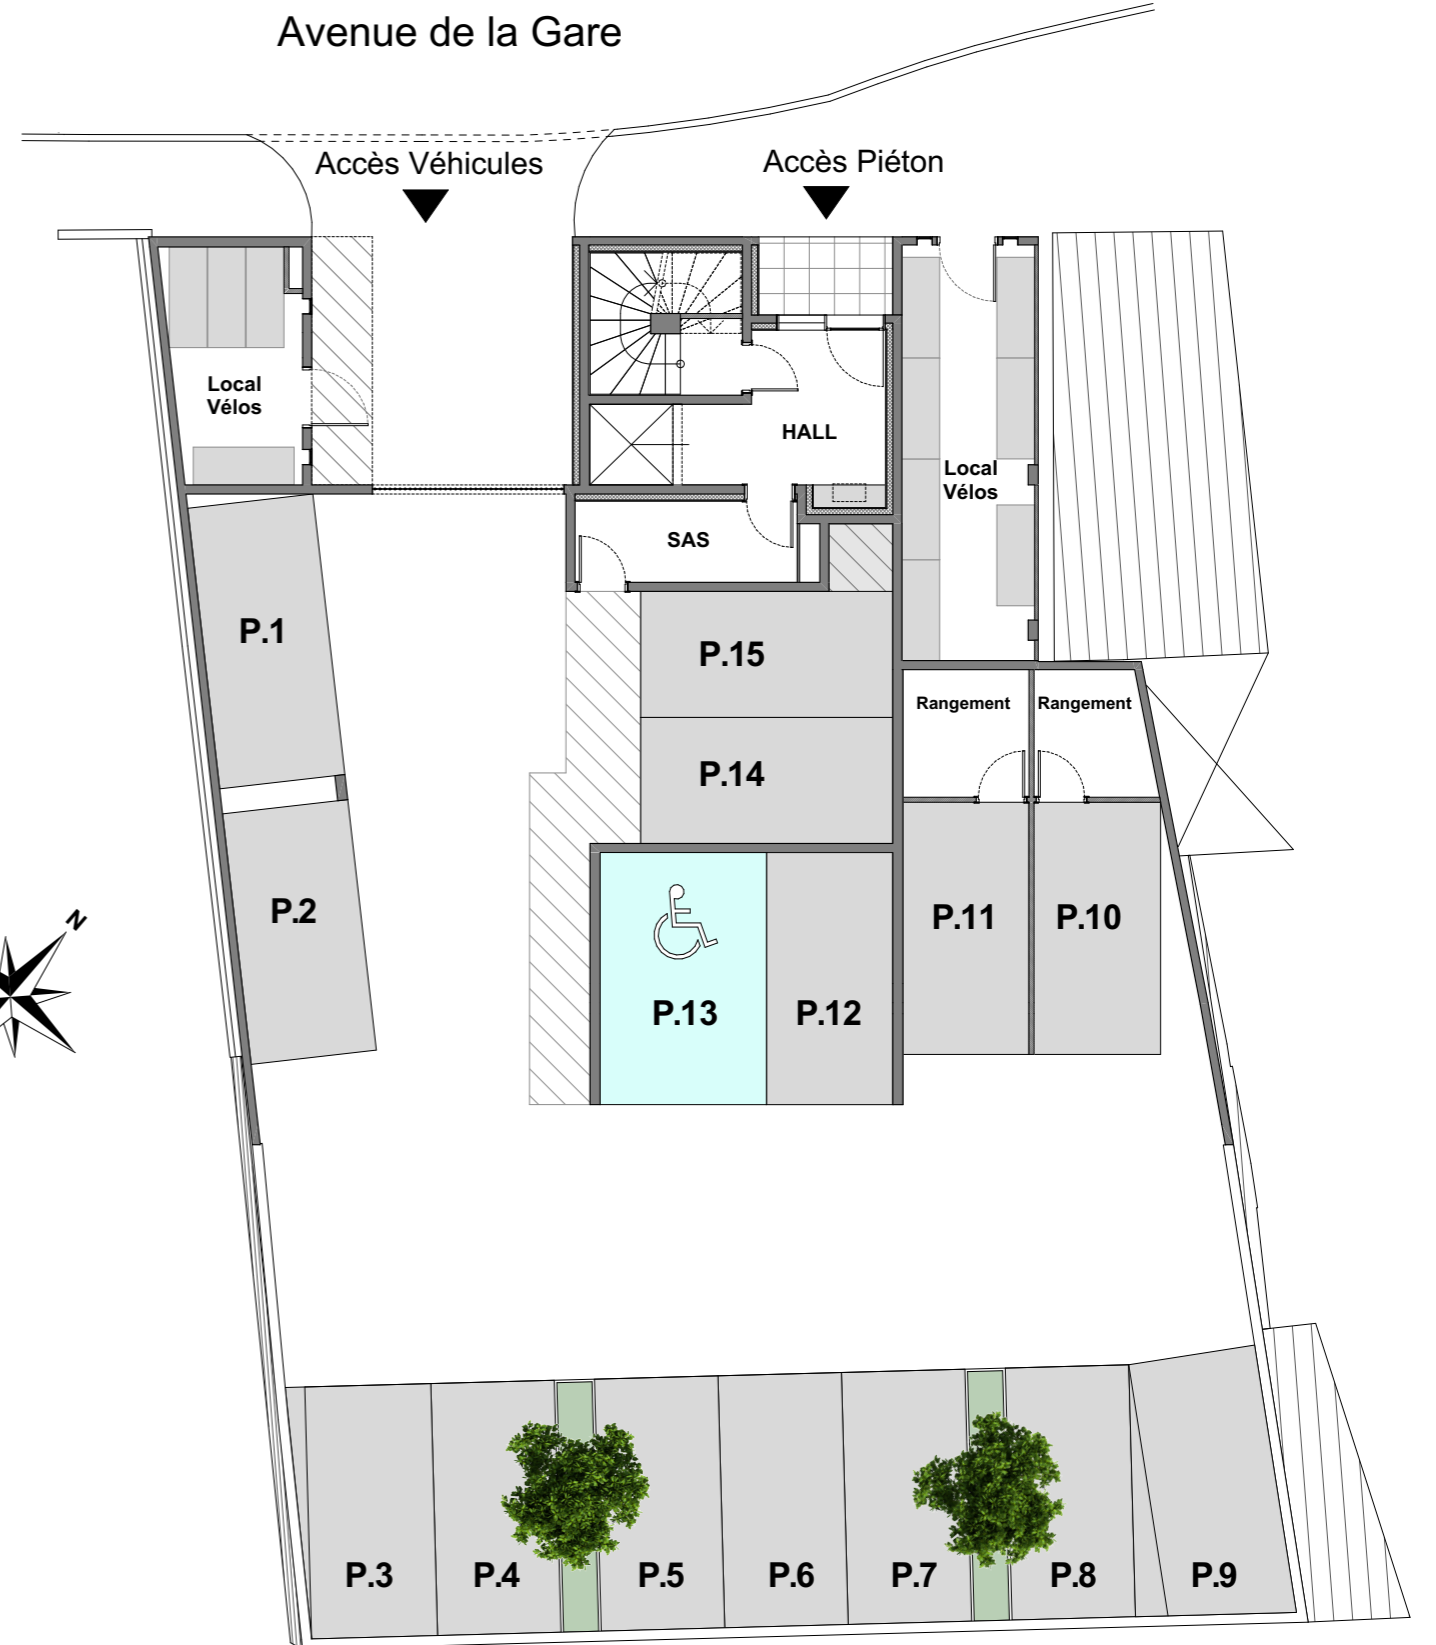 Avenue de la Gare
Accès Véhicules
Accès Piéton
Local
Vélos
HALL
Local
Vélos
SAS
P.1
P.15
Rangement
Rangement
P.14
P.2
N
P.11
P.10
P.13
P.12
P.3
P.4
P.5
P.6
P.7
P.8
P.9